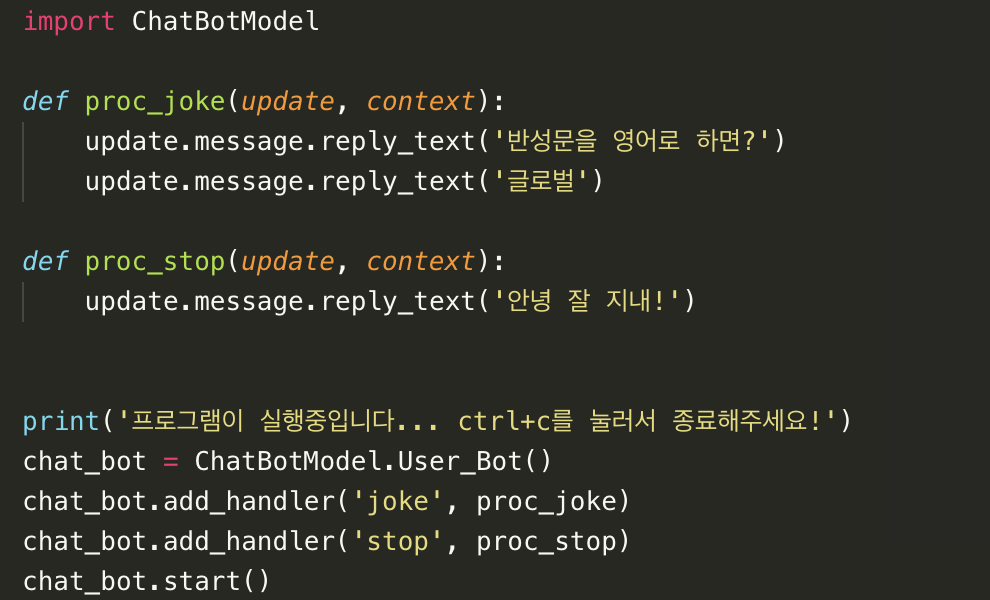 import ChatBotModel
def proc_joke(update, context):
    update.message.reply_text('반성문을 영어로 하면?')
    update.message.reply_text('글로벌')
def proc_stop(update, context):
    update.message.reply_text('안녕 잘 지내!')
print('프로그램이 실행중입니다... ctrl+c를 눌러서 종료해주세요!')
chat_bot = ChatBotModel.User_Bot()
chat_bot.add_handler('joke', proc_joke)
chat_bot.add_handler('stop', proc_stop)
chat_bot.start()